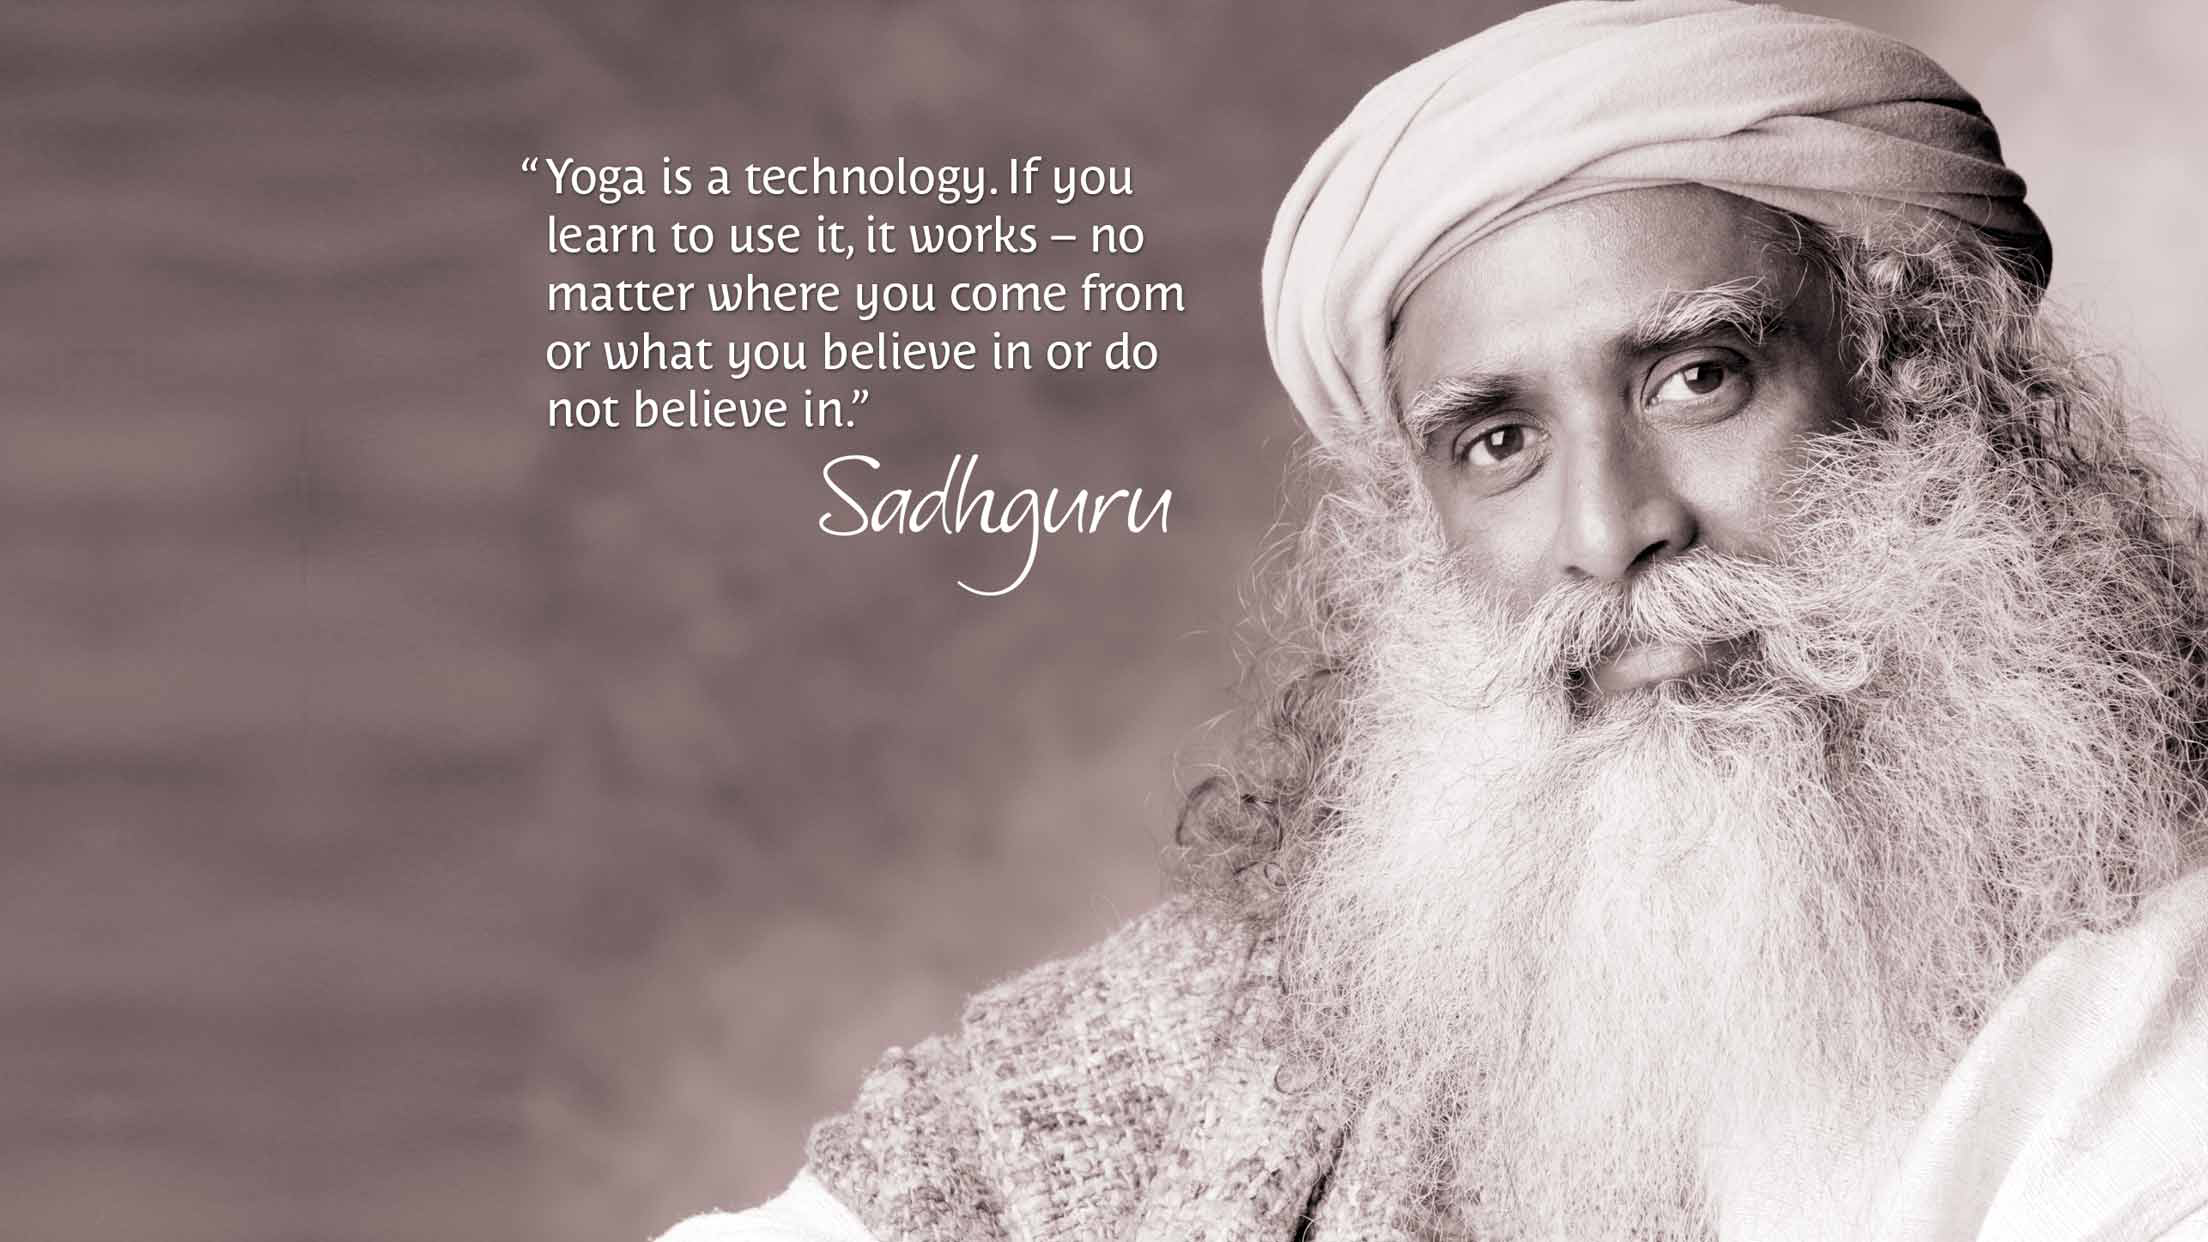 “Yoga is a technology. If you
learn to use it, it works – no
matter where you come from
or what you believe in or do
not believe in.”
Sadhguru